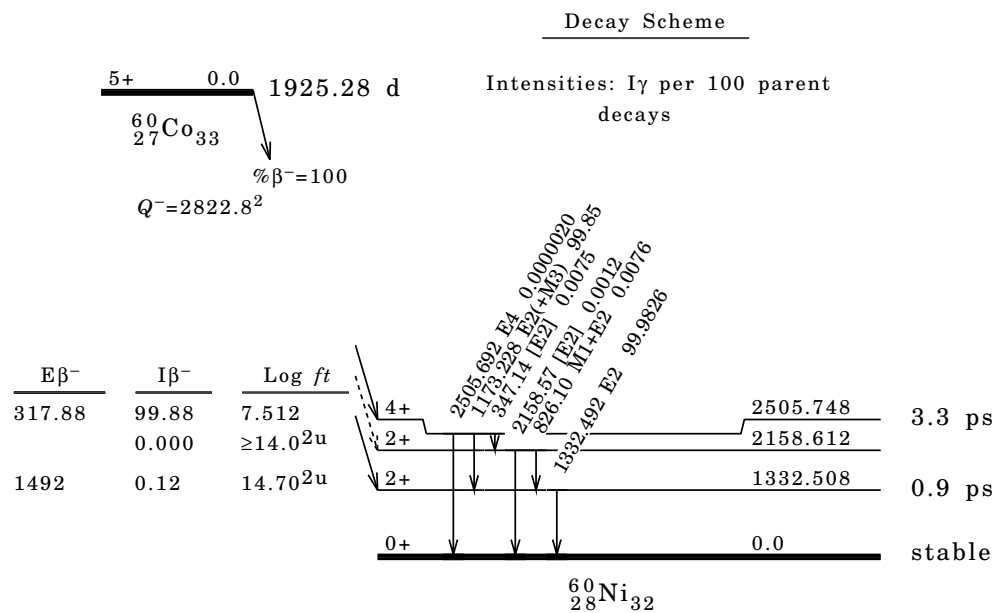 Decay Scheme
Intensities: Iγ per 100 parent
decays
5+ 0.0 1925.28 d
⁶⁰₂₇Co₃₃
%β⁻=100
Q⁻=2822.8²
2505.692 E4 0.0000020
1173.228 E2(+M3) 99.85
347.14 [E2] 0.0075
2158.57 [E2] 0.0012
826.10 M1+E2 0.0076
1332.492 E2 99.9826
Eβ⁻ Iβ⁻ Log ft
317.88 99.88 7.512 4+ 2505.748 3.3 ps
0.000 ≥14.0²ᵘ 2+ 2158.612
1492 0.12 14.70²ᵘ 2+ 1332.508 0.9 ps
0+ 0.0 stable
⁶⁰₂₈Ni₃₂